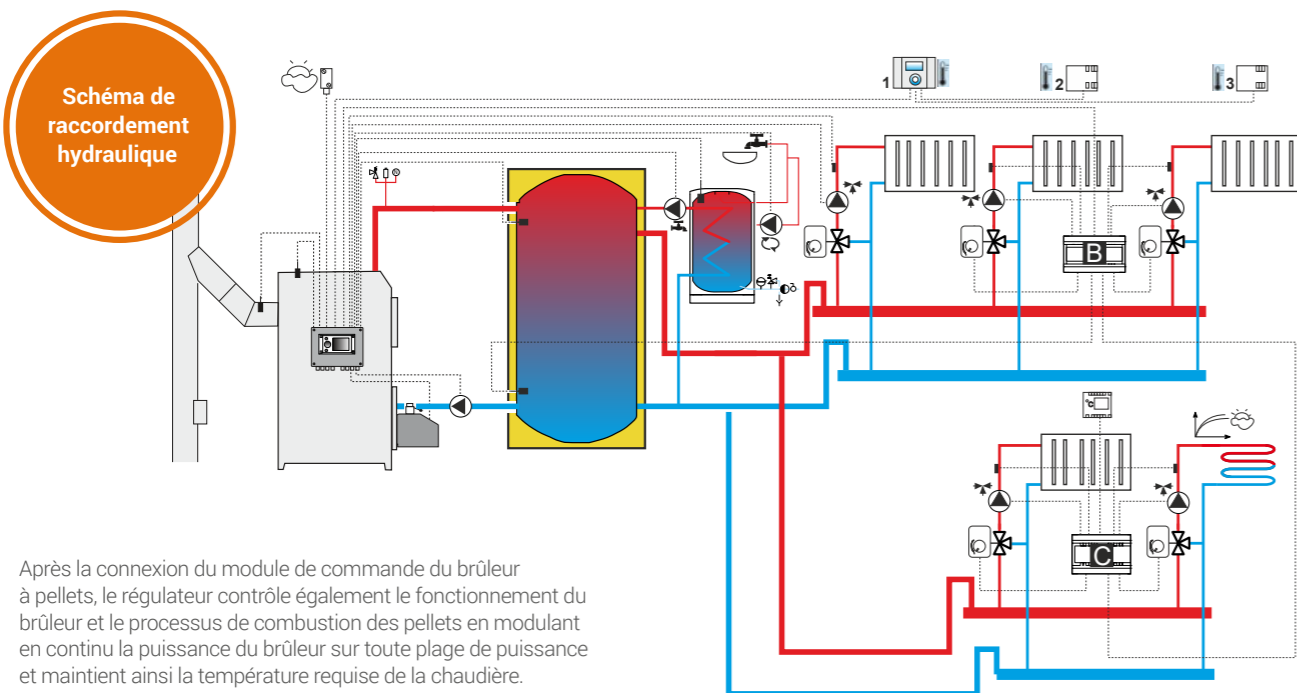 Schéma de
raccordement
hydraulique
1
2
3
B
°C
C
Après la connexion du module de commande du brûleur
à pellets, le régulateur contrôle également le fonctionnement du
brûleur et le processus de combustion des pellets en modulant
en continu la puissance du brûleur sur toute plage de puissance
et maintient ainsi la température requise de la chaudière.